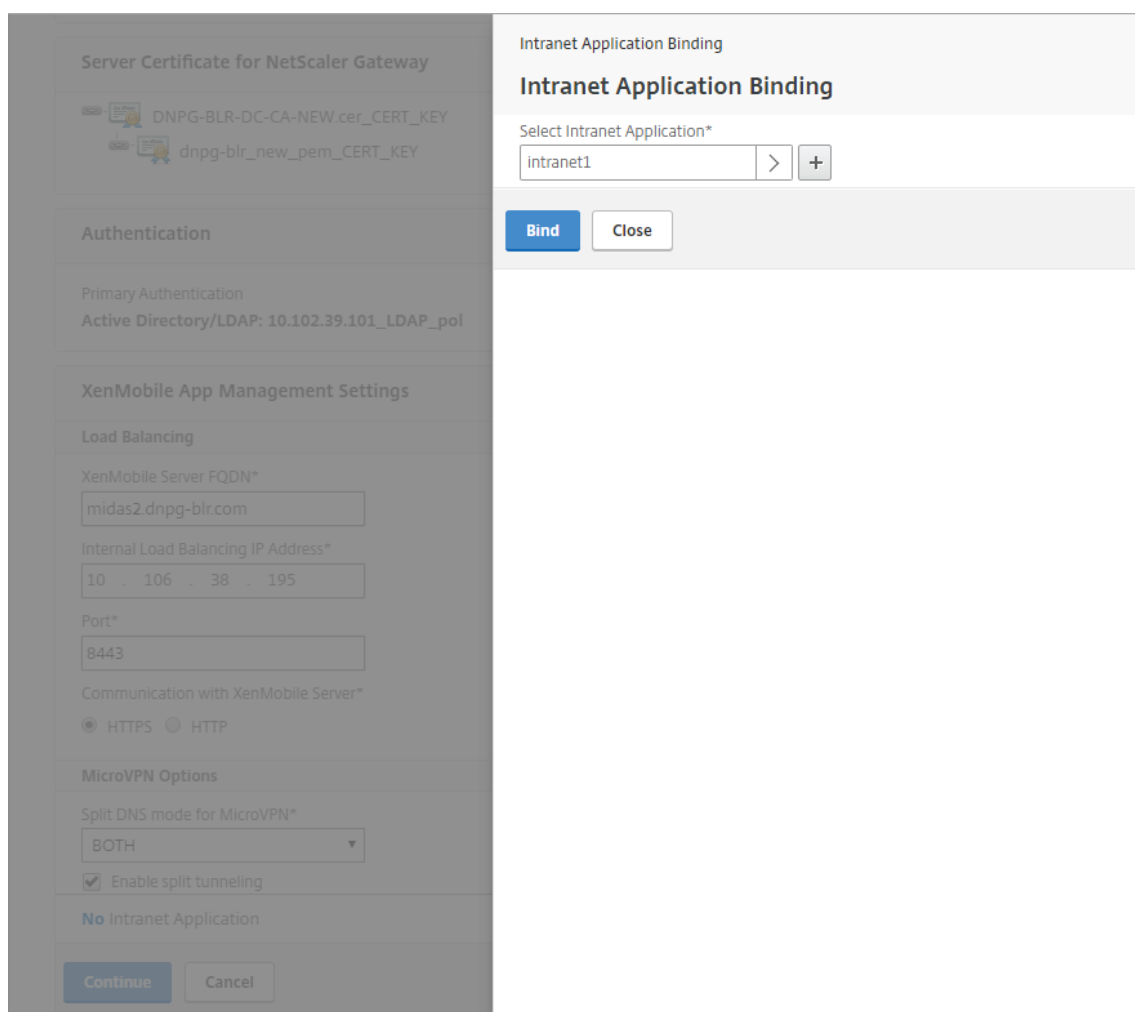 Server Certificate for NetScaler Gateway
DNPG-BLR-DC-CA-NEW.cer_CERT_KEY
dnpg-blr_new_pem_CERT_KEY
Authentication
Primary Authentication
Active Directory/LDAP: 10.102.39.101_LDAP_pol
XenMobile App Management Settings
Load Balancing
XenMobile Server FQDN*
midas2.dnpg-blr.com
Internal Load Balancing IP Address*
10 . 106 . 38 . 195
Port*
8443
Communication with XenMobile Server*
HTTPS HTTP
MicroVPN Options
Split DNS mode for MicroVPN*
BOTH
Enable split tunneling
No Intranet Application
Continue Cancel
Intranet Application Binding
Intranet Application Binding
Select Intranet Application*
intranet1 > +
Bind Close